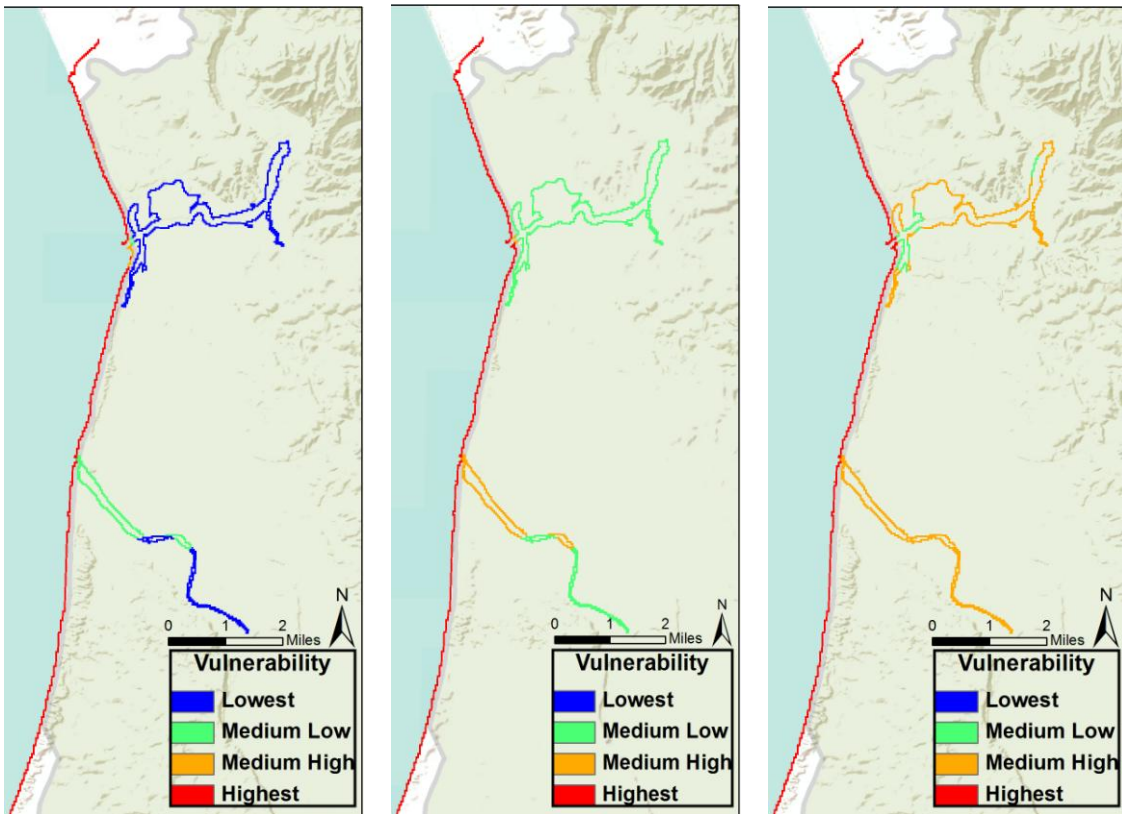 N
0 1 2
Miles
Vulnerability
Lowest
Medium Low
Medium High
Highest
N
0 1 2
Miles
Vulnerability
Lowest
Medium Low
Medium High
Highest
N
0 1 2
Miles
Vulnerability
Lowest
Medium Low
Medium High
Highest